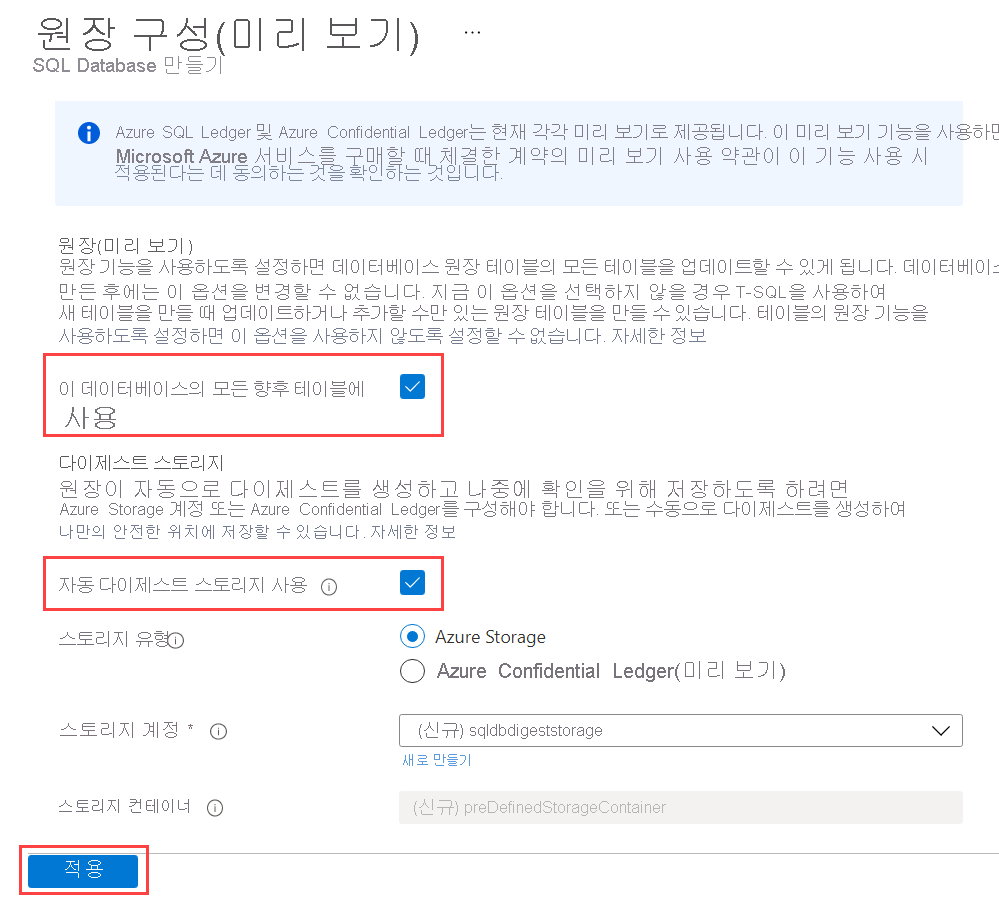 원장 구성(미리 보기) ...
SQL Database 만들기
Azure SQL Ledger 및 Azure Confidential Ledger는 현재 각각 미리 보기로 제공됩니다. 이 미리 보기 기능을 사용하면
Microsoft Azure 서비스를 구매할 때 체결한 계약의 미리 보기 사용 약관이 이 기능 사용 시
적용된다는 데 동의하는 것을 확인하는 것입니다.
원장(미리 보기)
원장 기능을 사용하도록 설정하면 데이터베이스 원장 테이블의 모든 테이블을 업데이트할 수 있게 됩니다. 데이터베이스
만든 후에는 이 옵션을 변경할 수 없습니다. 지금 이 옵션을 선택하지 않을 경우 T-SQL을 사용하여
새 테이블을 만들 때 업데이트하거나 추가할 수만 있는 원장 테이블을 만들 수 있습니다. 테이블의 원장 기능을
사용하도록 설정하면 이 옵션을 사용하지 않도록 설정할 수 없습니다. 자세한 정보
이 데이터베이스의 모든 향후 테이블에
사용
다이제스트 스토리지
원장이 자동으로 다이제스트를 생성하고 나중에 확인을 위해 저장하도록 하려면
Azure Storage 계정 또는 Azure Confidential Ledger를 구성해야 합니다. 또는 수동으로 다이제스트를 생성하여
나만의 안전한 위치에 저장할 수 있습니다. 자세한 정보
자동 다이제스트 스토리지 사용
스토리지 유형
Azure Storage
Azure Confidential Ledger(미리 보기)
스토리지 계정 *
(신규) sqldbdigeststorage
새로 만들기
스토리지 컨테이너
(신규) preDefinedStorageContainer
적용